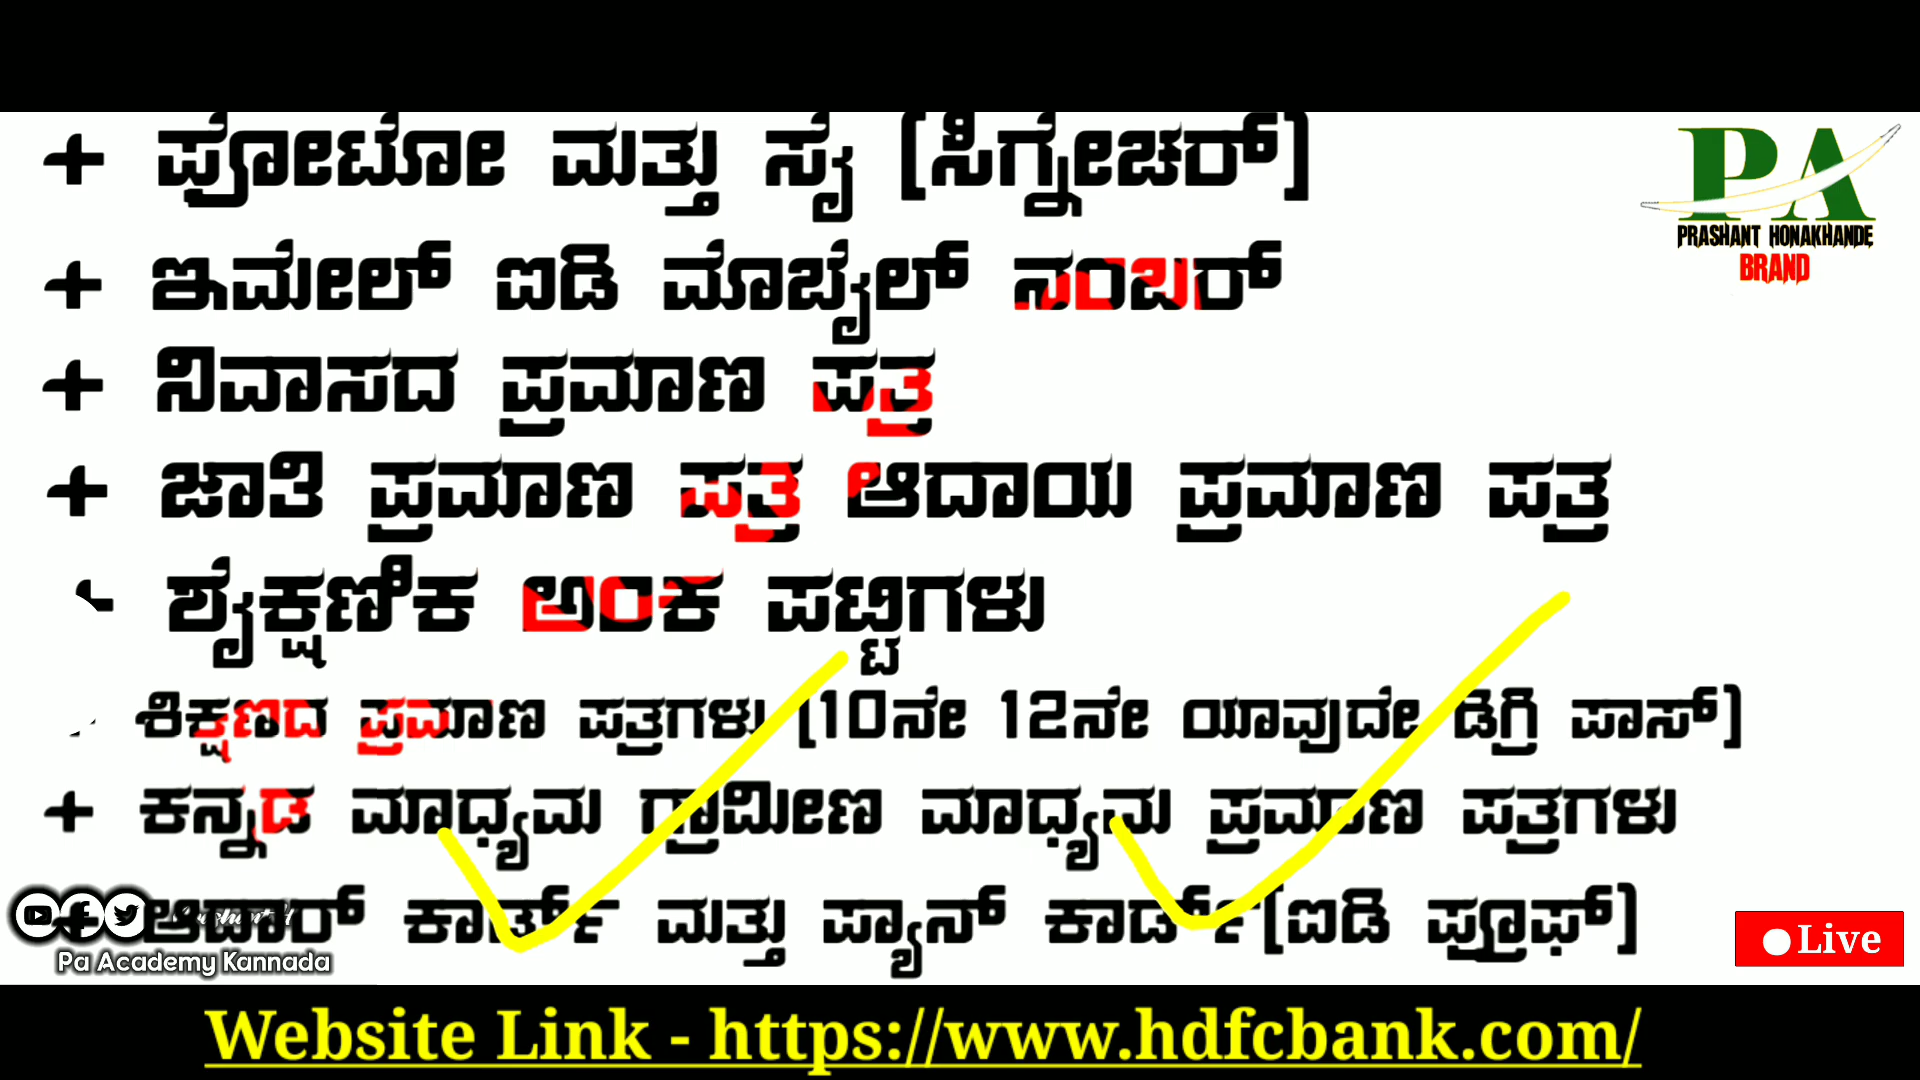 + ಫೋಟೋ ಮತ್ತು ಸೈ [ಸಿಗ್ನೇಚರ್]
PA
PRASHANT HONAKHANDE
BRAND
+ ಇಮೇಲ್ ಐಡಿ ಮೊಬೈಲ್ ನಂಬರ್
+ ನಿವಾಸದ ಪ್ರಮಾಣ ಪತ್ರ
+ ಜಾತಿ ಪ್ರಮಾಣ ಪತ್ರ ಆದಾಯ ಪ್ರಮಾಣ ಪತ್ರ
ಶೈಕ್ಷಣಿಕ ಅಂಕ ಪಟ್ಟಿಗಳು
ಶಿಕ್ಷಣದ ಪ್ರಮಾಣ ಪತ್ರಗಳು [10ನೇ 12ನೇ ಯಾವುದೇ ಡಿಗ್ರಿ ಪಾಸ್]
+ ಕನ್ನಡ ಮಾಧ್ಯಮ ಗ್ರಾಮೀಣ ಮಾಧ್ಯಮ ಪ್ರಮಾಣ ಪತ್ರಗಳು
+ ಆದಾರ್ ಕಾರ್ಡ್ ಮತ್ತು ಪ್ಯಾನ್ ಕಾರ್ಡ್ [ಐಡಿ ಪ್ರೂಫ್]
Pa Academy Kannada
Live
Website Link - https://www.hdfcbank.com/